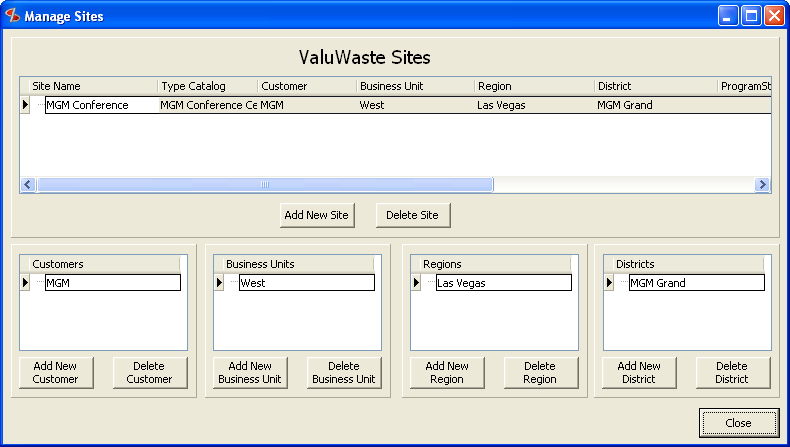 Manage Sites
ValuWaste Sites
Site Name Type Catalog Customer Business Unit Region District ProgramSt
MGM Conference MGM Conference Ce MGM West Las Vegas MGM Grand
Add New Site Delete Site
Customers Business Units Regions Districts
MGM West Las Vegas MGM Grand
Add New Delete Add New Delete Add New Delete Add New Delete
Customer Customer Business Unit Business Unit Region Region District District
Close